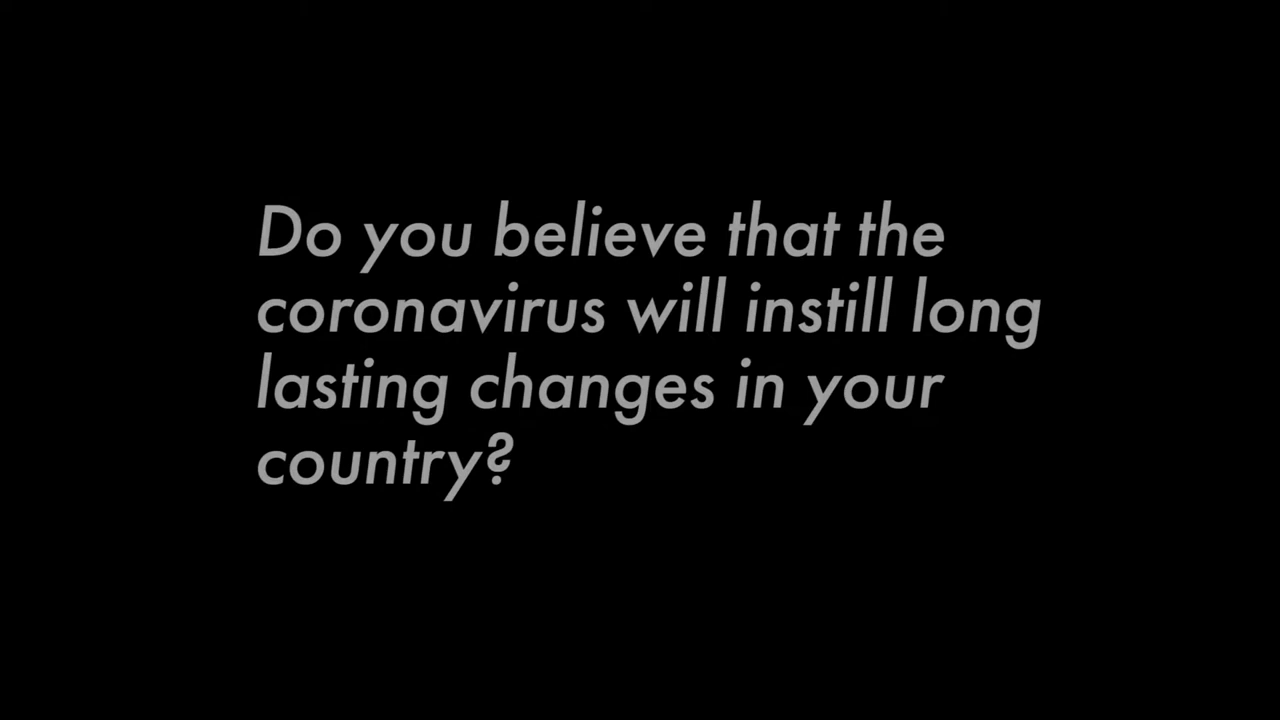 Do you believe that the
coronavirus will instill long
lasting changes in your
country?